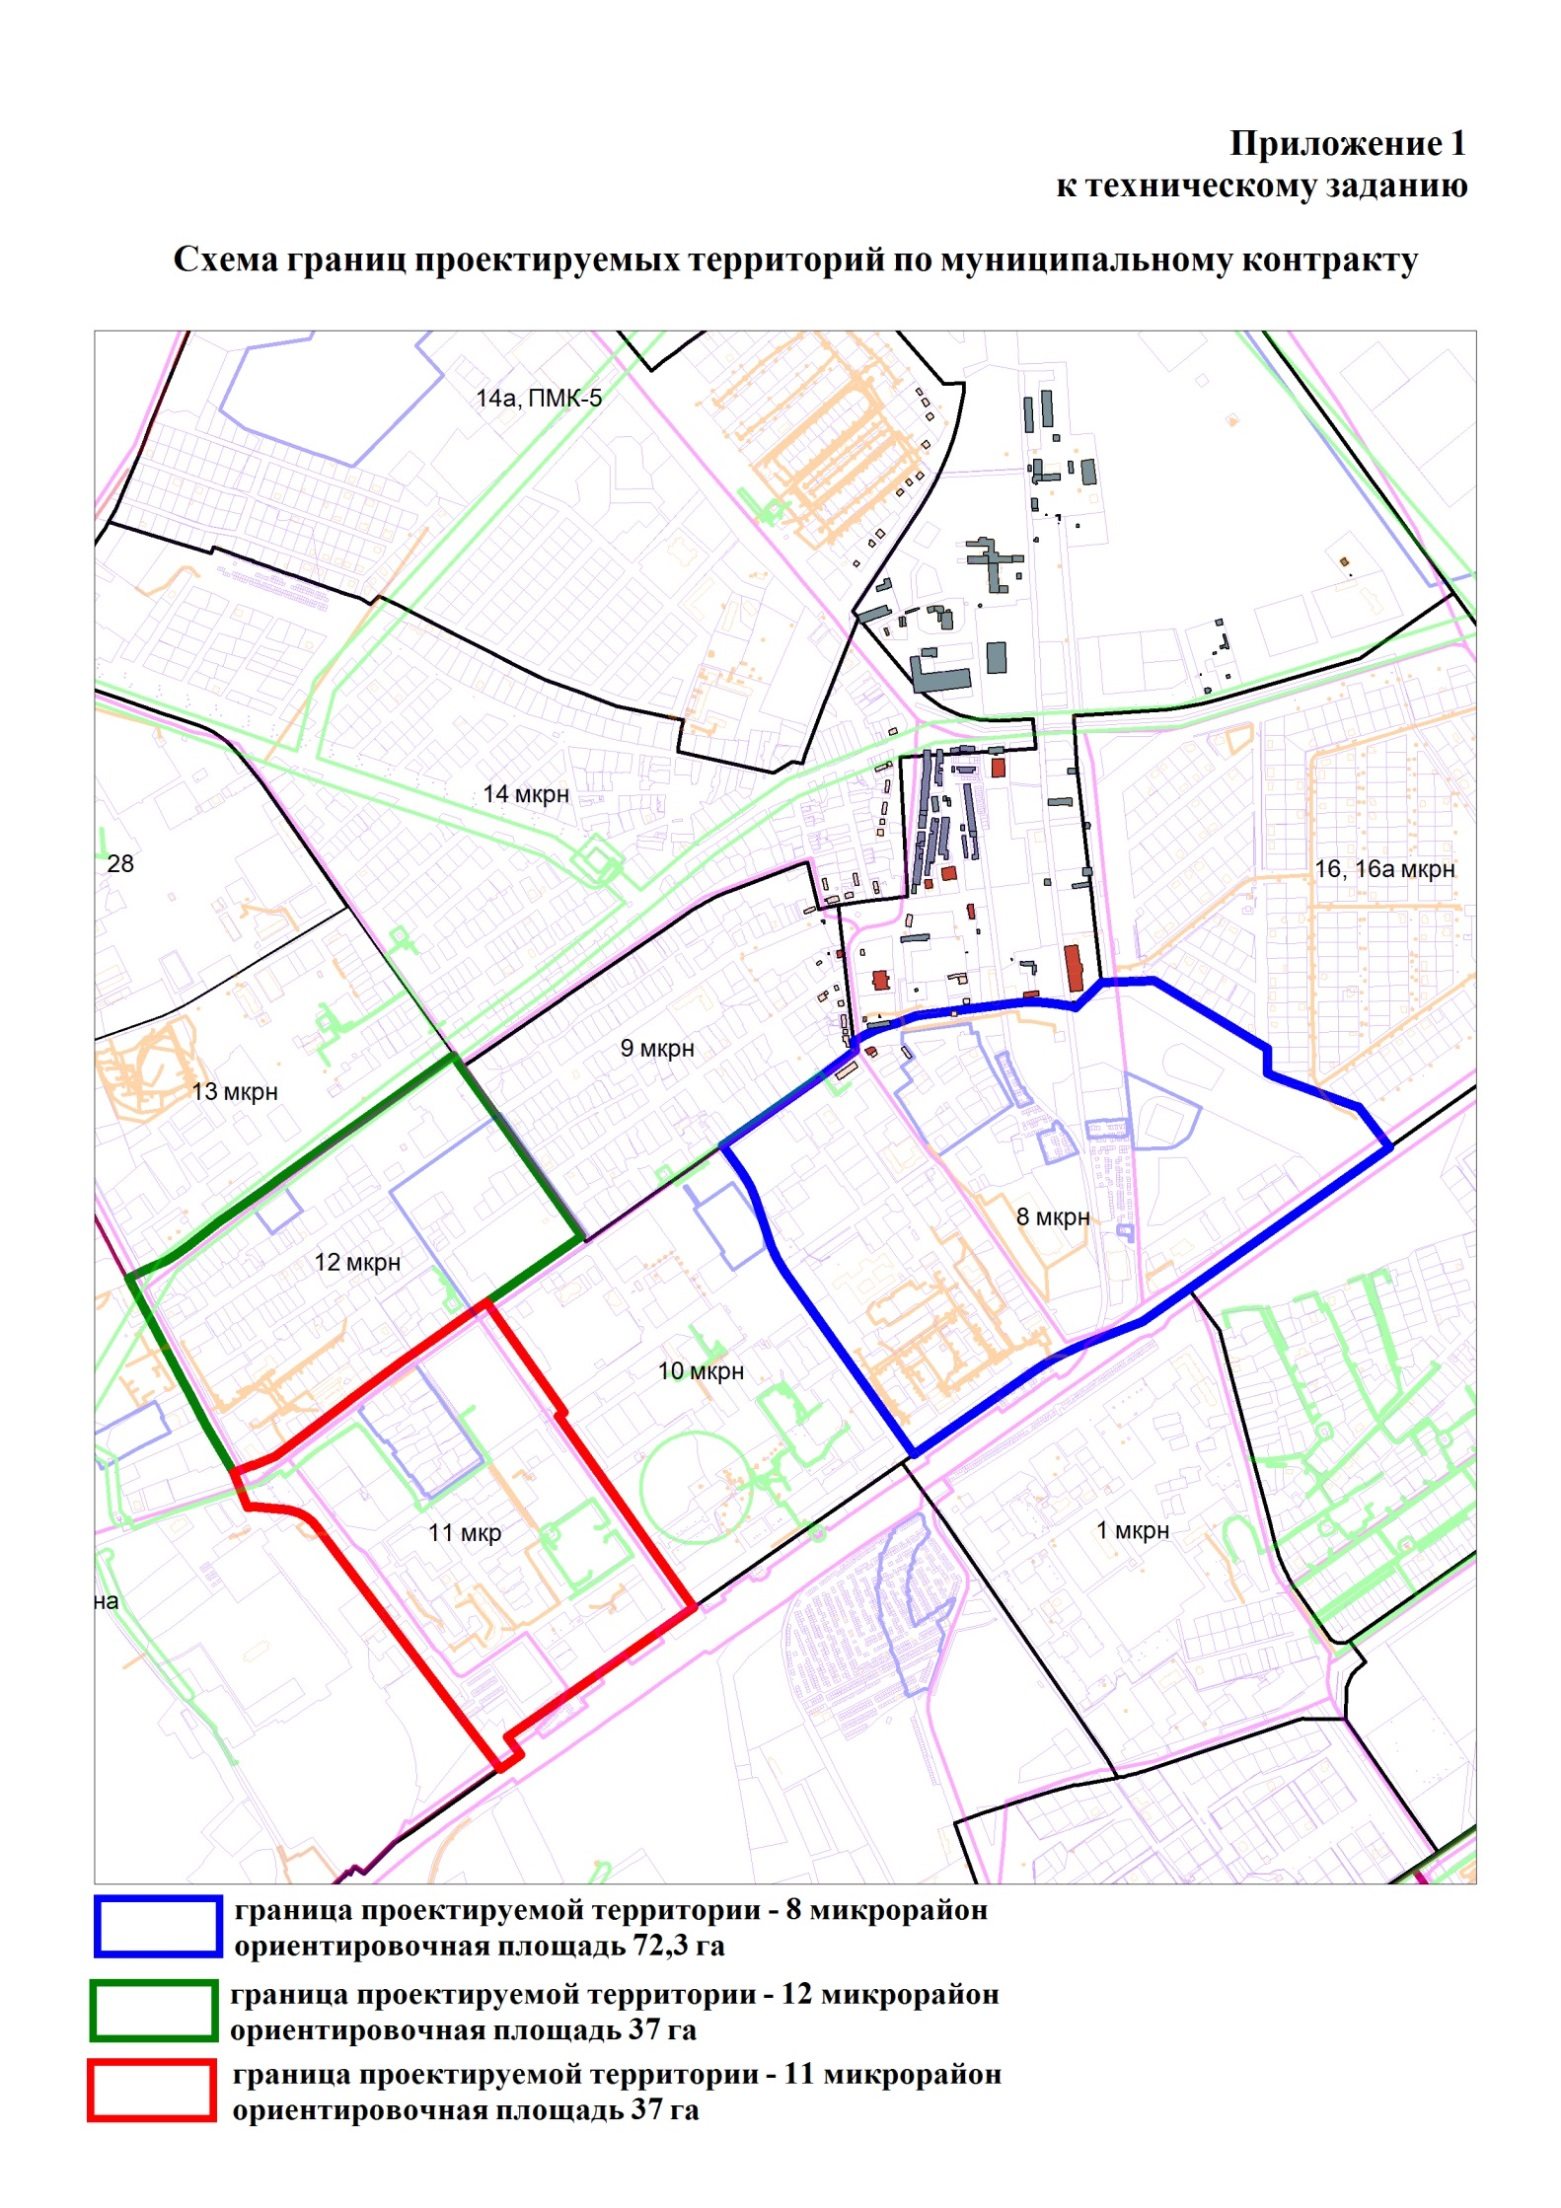 Приложение 1
к техническому заданию
Схема границ проектируемых территорий по муниципальному контракту
14а, ПМК-5
14 мкрн
28
16, 16а мкрн
9 мкрн
13 мкрн
8 мкрн
12 мкрн
10 мкрн
11 мкр
1 мкрн
на
граница проектируемой территории - 8 микрорайон
ориентировочная площадь 72,3 га
граница проектируемой территории - 12 микрорайон
ориентировочная площадь 37 га
граница проектируемой территории - 11 микрорайон
ориентировочная площадь 37 га